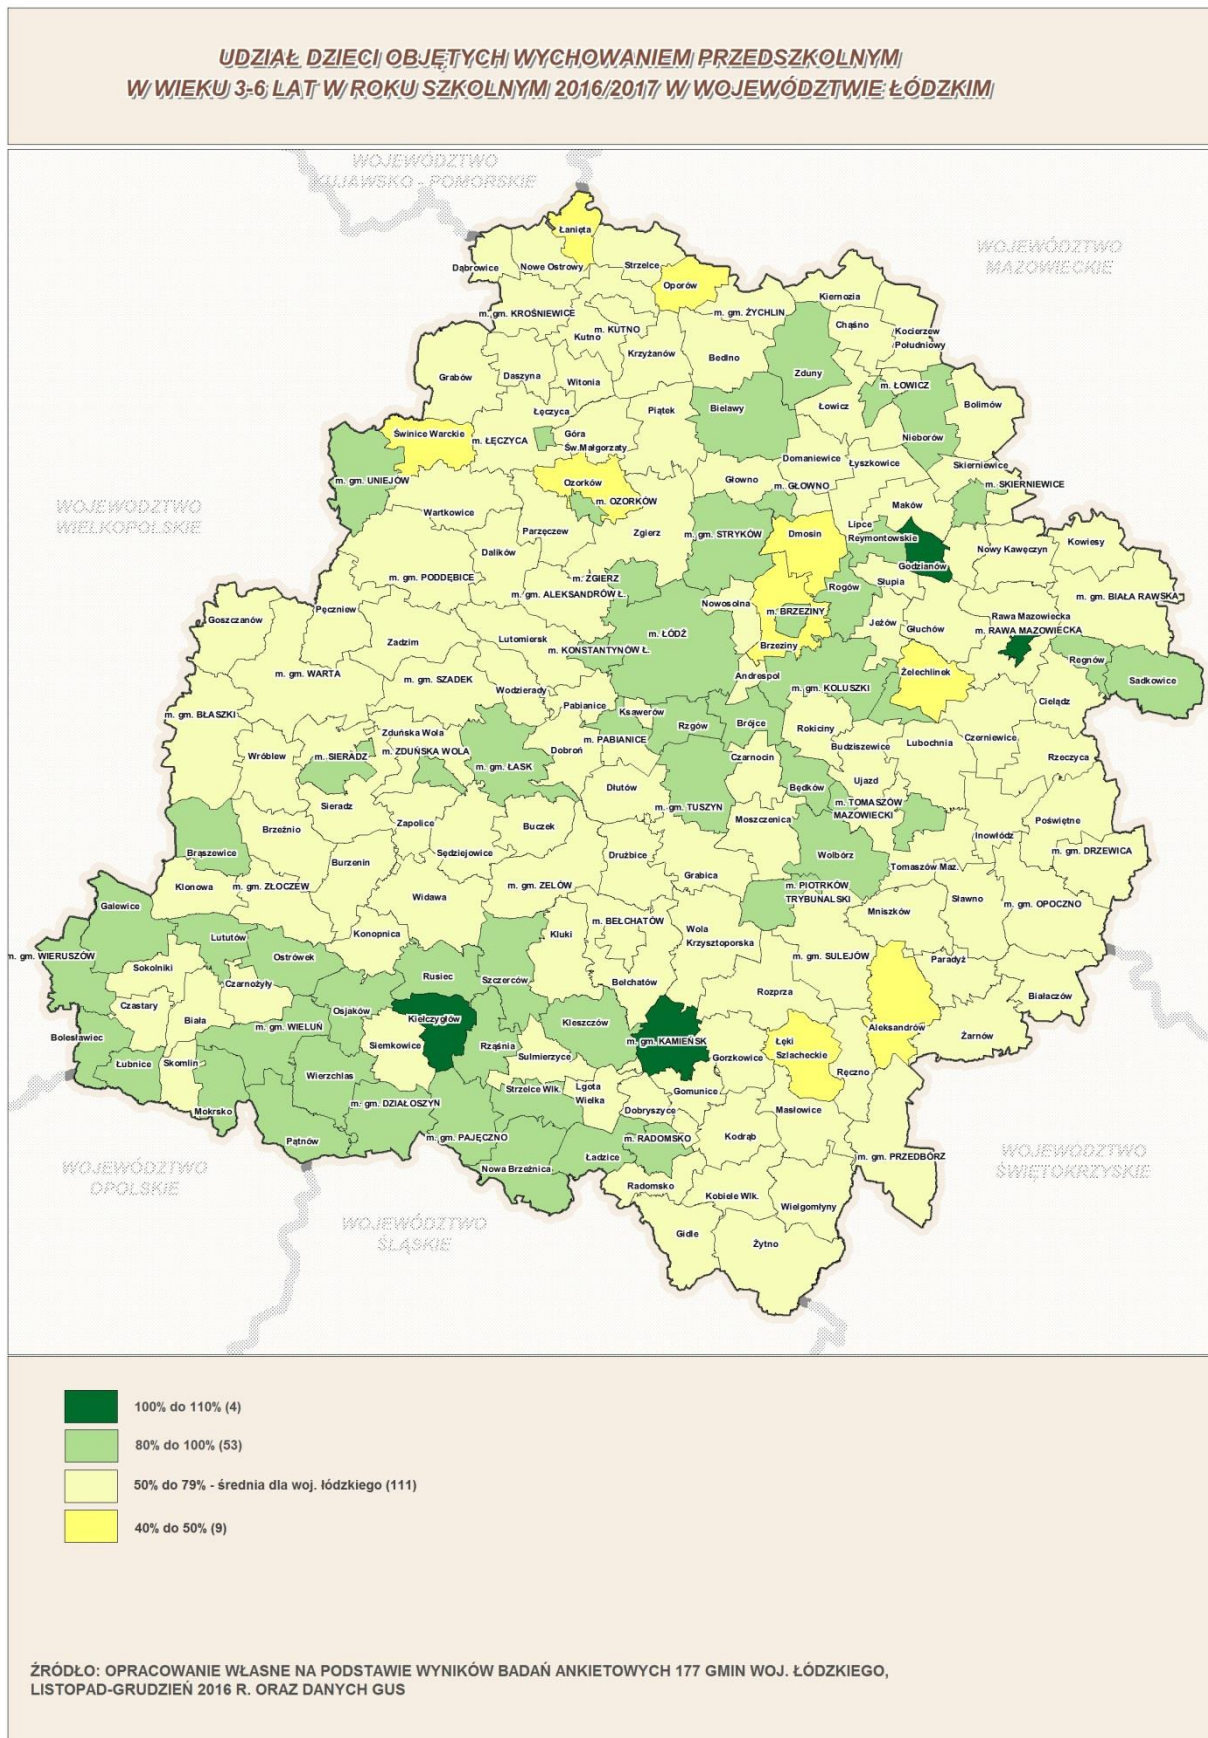 UDZIAŁ DZIECI OBJĘTYCH WYCHOWANIEM PRZEDSZKOLNYM
W WIEKU 3-6 LAT W ROKU SZKOLNYM 2016/2017 W WOJEWÓDZTWIE ŁÓDZKIM
WOJEWÓDZTWO
KUJAWSKO - POMORSKIE
WOJEWÓDZTWO
MAZOWIECKIE
Łanięta
Dąbrowice
Nowe Ostrowy
Strzelce
Oporów
m. gm. KROŚNIEWICE
m. KUTNO
Kutno
m. gm. ŻYCHLIN
Kiernozia
Chąśno
Kocierzew
Południowy
Krzyżanów
Bedlno
Zduny
m. ŁOWICZ
Grabów
Daszyna
Witonia
Łęczyca
Piątek
Bielawy
Łowicz
Bolimów
Nieborów
Świnice Warckie
m. ŁĘCZYCA
Góra
Św.Małgorzaty
Domaniewice
Łyszkowice
Skierniewice
m. SKIERNIEWICE
m. gm. UNIEJÓW
Ozorków
m. OZORKÓW
Głowno
m. GŁOWNO
Maków
WOJEWODZTWO
WIELKOPOLSKIE
Wartkowice
Parzęczew
Zgierz
m. gm. STRYKÓW
Dmosin
Lipce
Reymontowskie
Godzianów
Nowy Kawęczyn
Kowiesy
Dalików
m. gm. PODDĘBICE
m. ZGIERZ
m. gm. ALEKSANDRÓW Ł.
Nowosolna
m. BRZEZINY
Rogów
Słupia
m. gm. BIAŁA RAWSKA
Goszczanów
Pęczniew
Zadzim
Lutomiersk
m. KONSTANTYNÓW Ł.
m. ŁÓDŹ
Brzeziny
Jeżów
Głuchów
Rawa Mazowiecka
m. RAWA MAZOWIECKA
Regnów
Sadkowice
m. gm. WARTA
m. gm. SZADEK
Wodzierady
Andrespol
m. gm. KOLUSZKI
Żelechlinek
Cielądz
m. gm. BŁASZKI
Pabianice
Ksawerów
Rzgów
Brójce
Rokiciny
Zduńska Wola
m. ZDUŃSKA WOLA
Dobroń
m. PABIANICE
Budziszewice
Lubochnia
Czerniewice
Wróblew
m. SIERADZ
m. gm. ŁASK
Czarnocin
Rzeczyca
Dłutów
m. gm. TUSZYN
Będków
Ujazd
m. TOMASZÓW
MAZOWIECKI
Sieradz
Zapolice
Buczek
Moszczenica
Poświętne
Brzeźnio
Inowłódz
m. gm. DRZEWICA
Brąszewice
Burzenin
Sędziejowice
Drużbice
Wolbórz
Tomaszów Maz.
Klonowa
m. gm. ZŁOCZEW
Widawa
m. gm. ZELÓW
Grabica
m. PIOTRKÓW
TRYBUNALSKI
Sławno
m. gm. OPOCZNO
Galewice
Mniszków
Konopnica
Kluki
m. BEŁCHATÓW
Wola
Krzysztoporska
Lututów
m. gm. WIERUSZÓW
Ostrówek
m. gm. SULEJÓW
Paradyż
Sokolniki
Rusiec
Szczerców
Bełchatów
Rozprza
Czarnożyły
Białaczów
Czastary
Biała
Osjaków
Kiełczygłów
Kleszczów
m. gm. WIELUŃ
Aleksandrów
Żarnów
Bolesławiec
Siemkowice
Rząśnia
Sulmierzyce
m. gm. KAMIEŃSK
Gorzkowice
Łęki
Szlacheckie
Łubnice
Skomlin
Wierzchlas
Ręczno
Strzelce Wlk.
Lgota
Wielka
Gomunice
Mokrsko
m. gm. DZIAŁOSZYN
Dobryszyce
Masłowice
Pątnów
m. gm. PAJĘCZNO
m. RADOMSKO
Kodrąb
Ładzice
m. gm. PRZEDBÓRZ
Nowa Brzeźnica
Radomsko
Kobiele Wlk.
Wielgomłyny
WOJEWÓDZTWO
OPOLSKIE
WOJEWODZTWO
ŚWIĘTOKRZYSKIE
WOJEWÓDZTWO
ŚLĄSKIE
Gidle
Żytno
100% do 110% (4)
80% do 100% (53)
50% do 79% - średnia dla woj. łódzkiego (111)
40% do 50% (9)
ŹRÓDŁO: OPRACOWANIE WŁASNE NA PODSTAWIE WYNIKÓW BADAŃ ANKIETOWYCH 177 GMIN WOJ. ŁÓDZKIEGO,
LISTOPAD-GRUDZIEŃ 2016 R. ORAZ DANYCH GUS